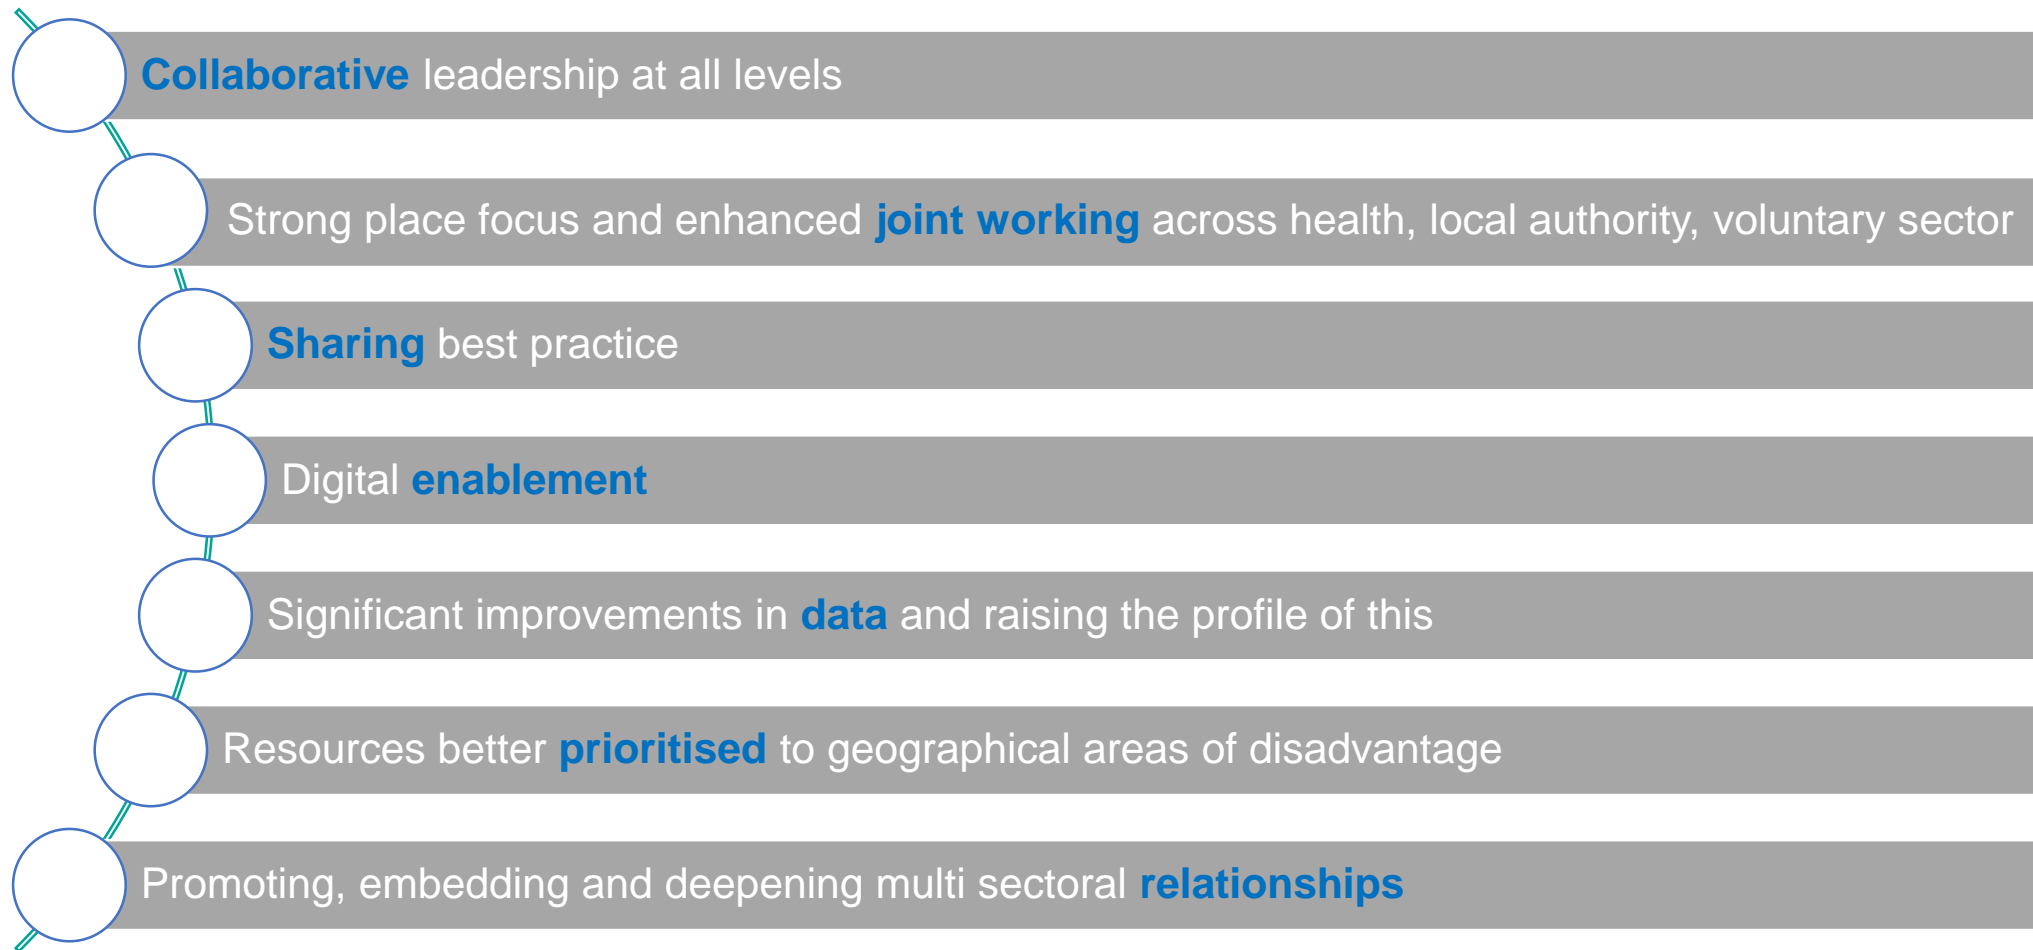 Collaborative leadership at all levels
Strong place focus and enhanced joint working across health, local authority, voluntary sector
Sharing best practice
Digital enablement
Significant improvements in data and raising the profile of this
Resources better prioritised to geographical areas of disadvantage
Promoting, embedding and deepening multi sectoral relationships